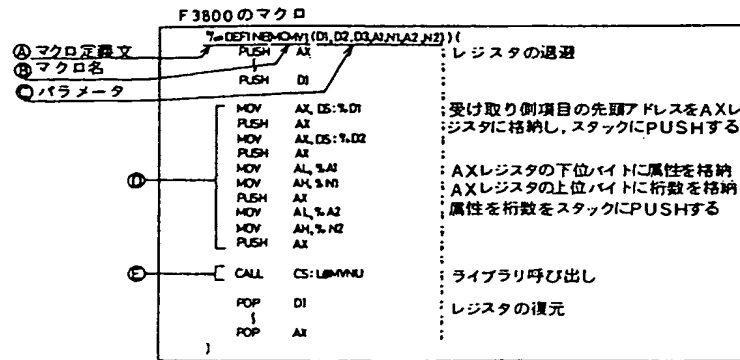 F3800のマクロ
%*DEFINE(MCMV1(D1,D2,D3,A1,N1,A2,N2))(
Ⓐマクロ定義文
PUSH AX ;レジスタの退避
Ⓑマクロ名
PUSH DI
Ⓒパラメータ
MOV AX, DS:%D1 ;受け取り側項目の先頭アドレスをAXレ
PUSH AX ;ジスタに格納し,スタックにPUSHする
MOV AX, DS:%D2
PUSH AX
MOV AL, %A1 ;AXレジスタの下位バイトに属性を格納
Ⓓ
MOV AH, %N1 ;AXレジスタの上位バイトに桁数を格納
PUSH AX ;属性を桁数をスタックにPUSHする
MOV AL, %A2
MOV AH, %N2
PUSH AX
Ⓔ CALL CS:L@MVNU ;ライブラリ呼び出し
POP DI ;レジスタの復元
POP AX
)